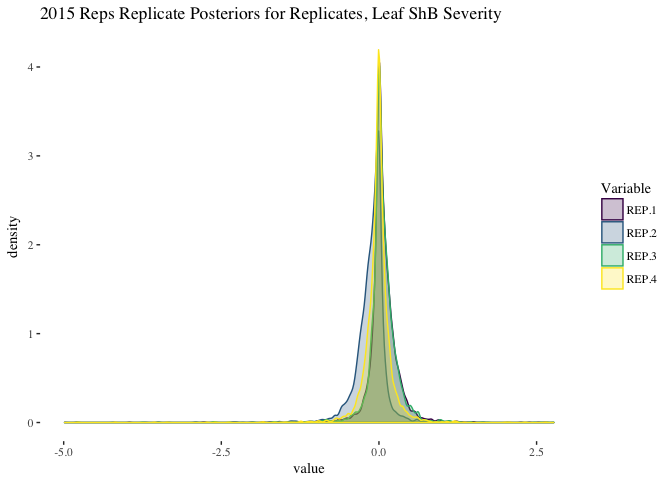 2015 Reps Replicate Posteriors for Replicates, Leaf ShB Severity
4
3
2
1
0
density
-5.0
-2.5
0.0
2.5
value
Variable
REP.1
REP.2
REP.3
REP.4